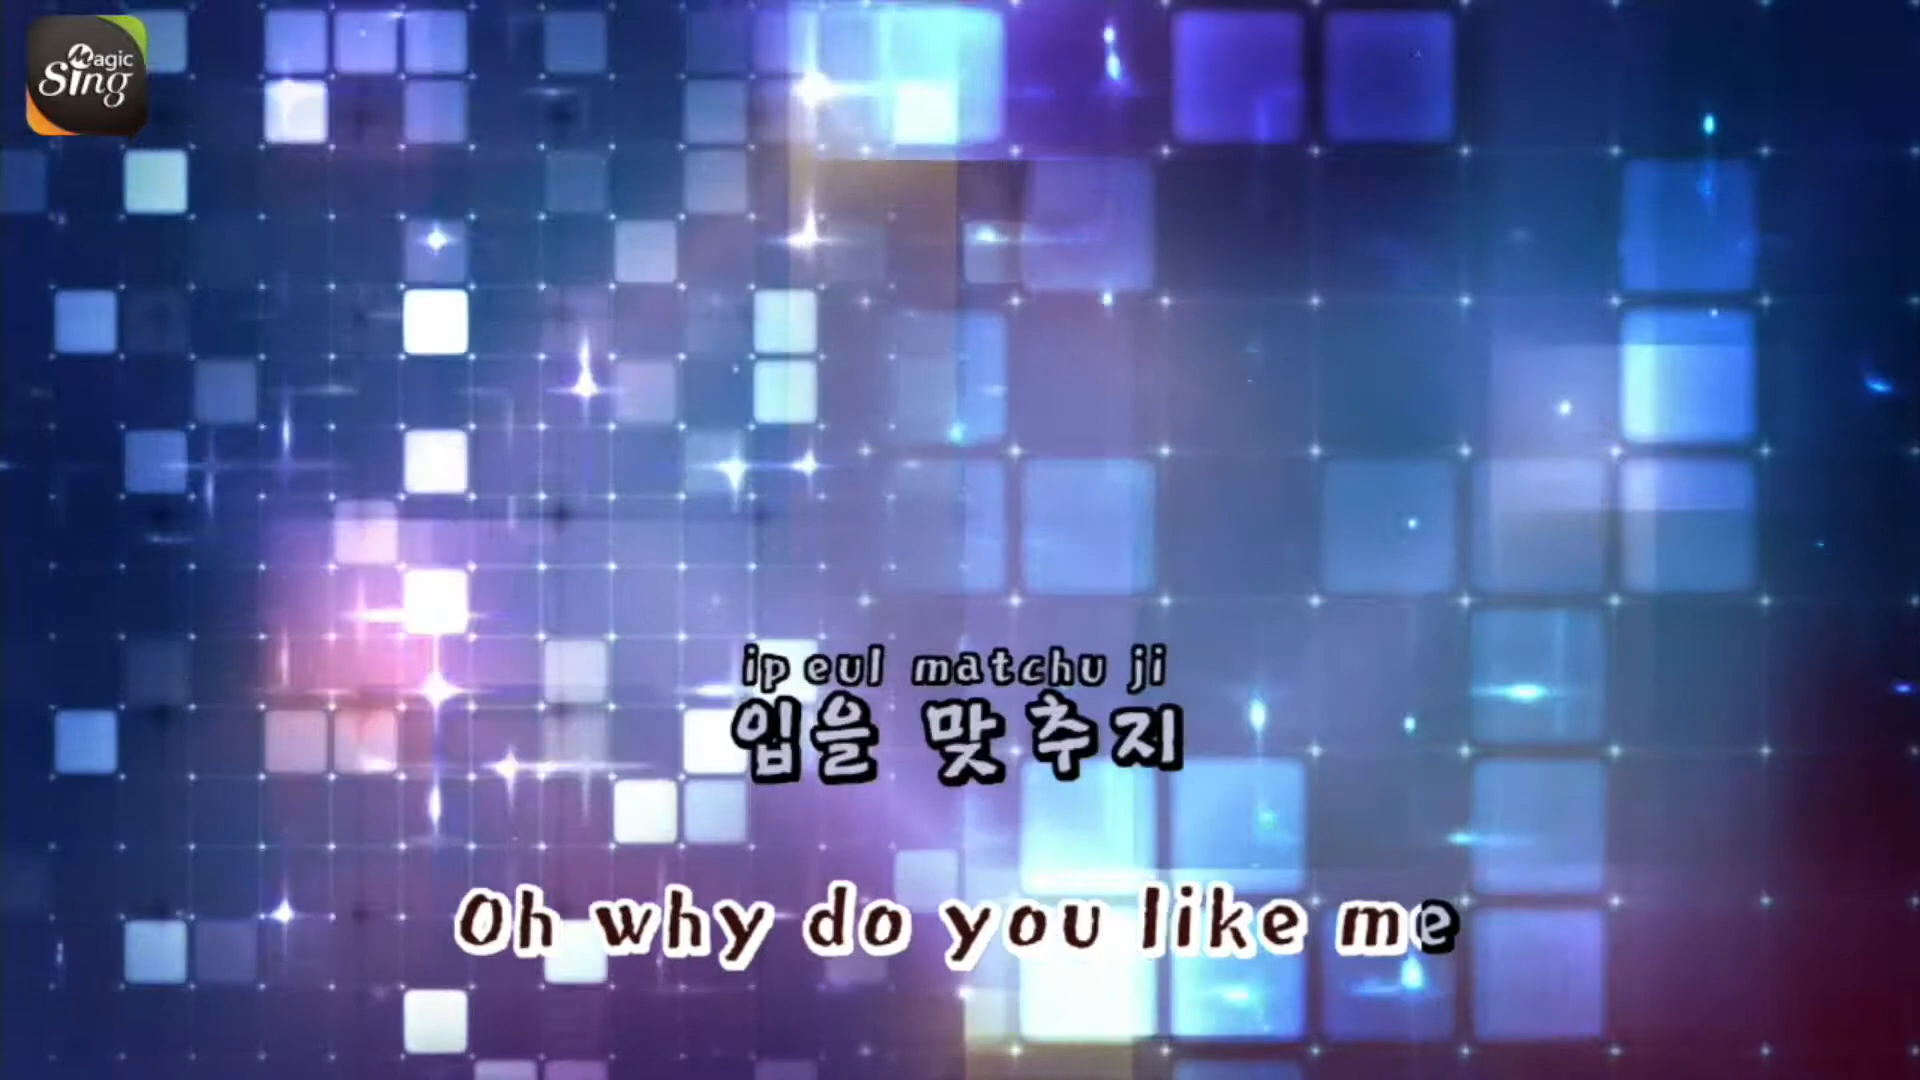 Magic
Sing
ip eul matchu ji
입을 맞추지
Oh why do you like me